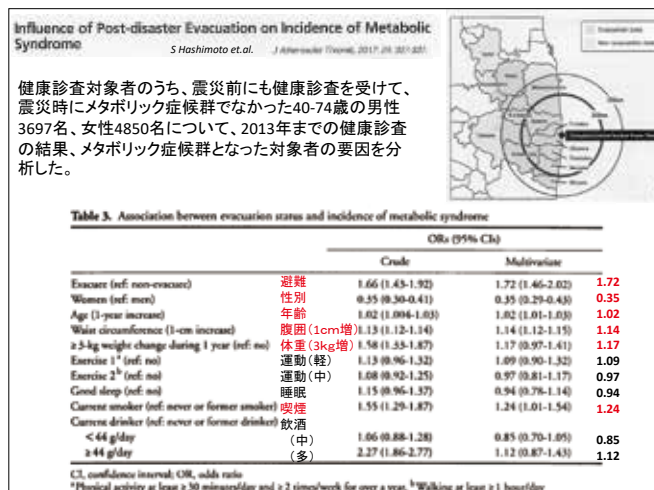 Influence of Post-disaster Evacuation on Incidence of Metabolic
Syndrome
S Hashimoto et.al.
健康診査対象者のうち、震災前にも健康診査を受けて、
震災時にメタボリック症候群でなかった40-74歳の男性
3697名、女性4850名について、2013年までの健康診査
の結果、メタボリック症候群となった対象者の要因を分
析した。
Table 3. Association between evacuation status and incidence of metabolic syndrome
ORs (95% CIs)
Crude Multivariate
Evacuee (ref: non-evacuee) 避難 1.66 (1.43-1.92) 1.72 (1.46-2.02) 1.72
Women (ref: men) 性別 0.35 (0.30-0.41) 0.35 (0.29-0.43) 0.35
Age (1-year increase) 年齢 1.02 (1.004-1.03) 1.02 (1.01-1.03) 1.02
Waist circumference (1-cm increase) 腹囲(1cm増) 1.13 (1.12-1.14) 1.14 (1.12-1.15) 1.14
≥3-kg weight change during 1 year (ref: no) 体重(3kg増) 1.58 (1.33-1.87) 1.17 (0.97-1.41) 1.17
Exercise 1a (ref: no) 運動(軽) 1.13 (0.96-1.32) 1.09 (0.90-1.32) 1.09
Exercise 2b (ref: no) 運動(中) 1.08 (0.92-1.25) 0.97 (0.81-1.17) 0.97
Good sleep (ref: no) 睡眠 1.15 (0.96-1.37) 0.94 (0.78-1.14) 0.94
Current smoker (ref: never or former smoker) 喫煙 1.55 (1.29-1.87) 1.24 (1.01-1.54) 1.24
Current drinker (ref: never or former drinker) 飲酒
<44 g/day (中) 1.06 (0.88-1.28) 0.85 (0.70-1.05) 0.85
≥44 g/day (多) 2.27 (1.86-2.77) 1.12 (0.87-1.43) 1.12
CI, confidence interval; OR, odds ratio
a Physical activity at least ≥30 minutes/day and ≥2 times/week for over a year. b Walking at least ≥1 hour/day